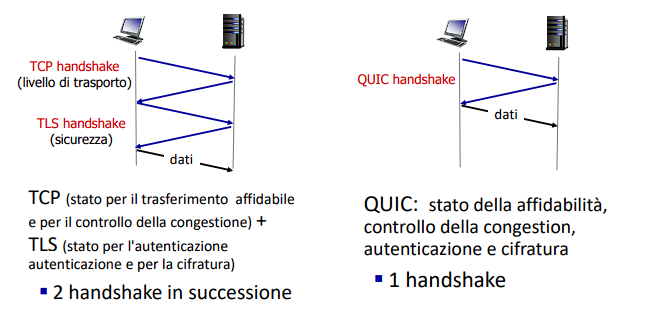 TCP handshake
(livello di trasporto)
TLS handshake
(sicurezza)
dati
TCP (stato per il trasferimento affidabile
e per il controllo della congestione) +
TLS (stato per l'autenticazione
autenticazione e per la cifratura)
▪ 2 handshake in successione
QUIC handshake
dati
QUIC: stato della affidabilità,
controllo della congestion,
autenticazione e cifratura
▪ 1 handshake